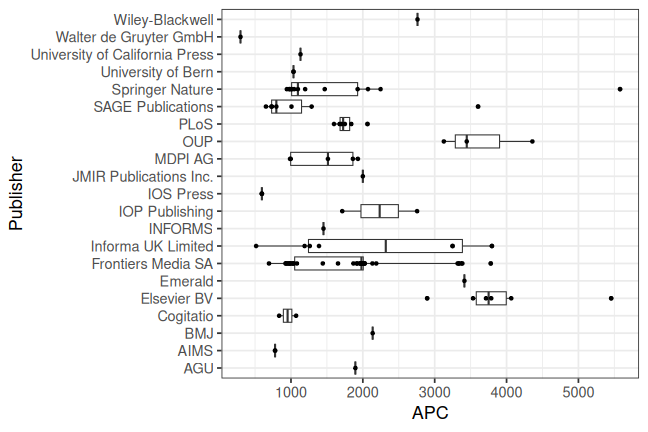 Wiley-Blackwell
Walter de Gruyter GmbH
University of California Press
University of Bern
Springer Nature
SAGE Publications
PLoS
OUP
MDPI AG
JMIR Publications Inc.
IOS Press
IOP Publishing
INFORMS
Informa UK Limited
Frontiers Media SA
Emerald
Elsevier BV
Cogitatio
BMJ
AIMS
AGU
Publisher
1000 2000 3000 4000 5000
APC